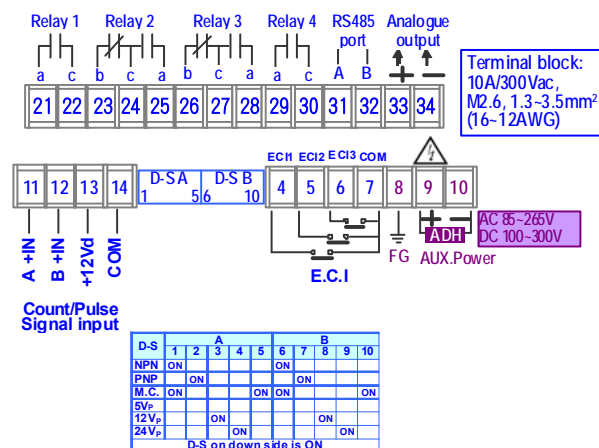 Relay 1 Relay 2 Relay 3 Relay 4 RS485 port Analogue output
a c b c a b c a a c A B + −
21 22 23 24 25 26 27 28 29 30 31 32 33 34
Terminal block:
10A/300Vac,
M2.6, 1.3~3.5mm²
(16~12AWG)
ECI1 ECI2 ECI3 COM
11 12 13 14
D-S A
1 5
D-S B
6 10
4 5 6 7 8 9 10
A +IN
B +IN
+12Vd
COM
Count/Pulse
Signal input
E.C.I
FG
+ −
ADH
AUX.Power
AC 85~265V
DC 100~300V
D-S A B
1 2 3 4 5 6 7 8 9 10
NPN ON ON
PNP ON ON
M.C. ON ON ON ON
5VP
12VP ON ON
24VP ON ON
D-S on down side is ON